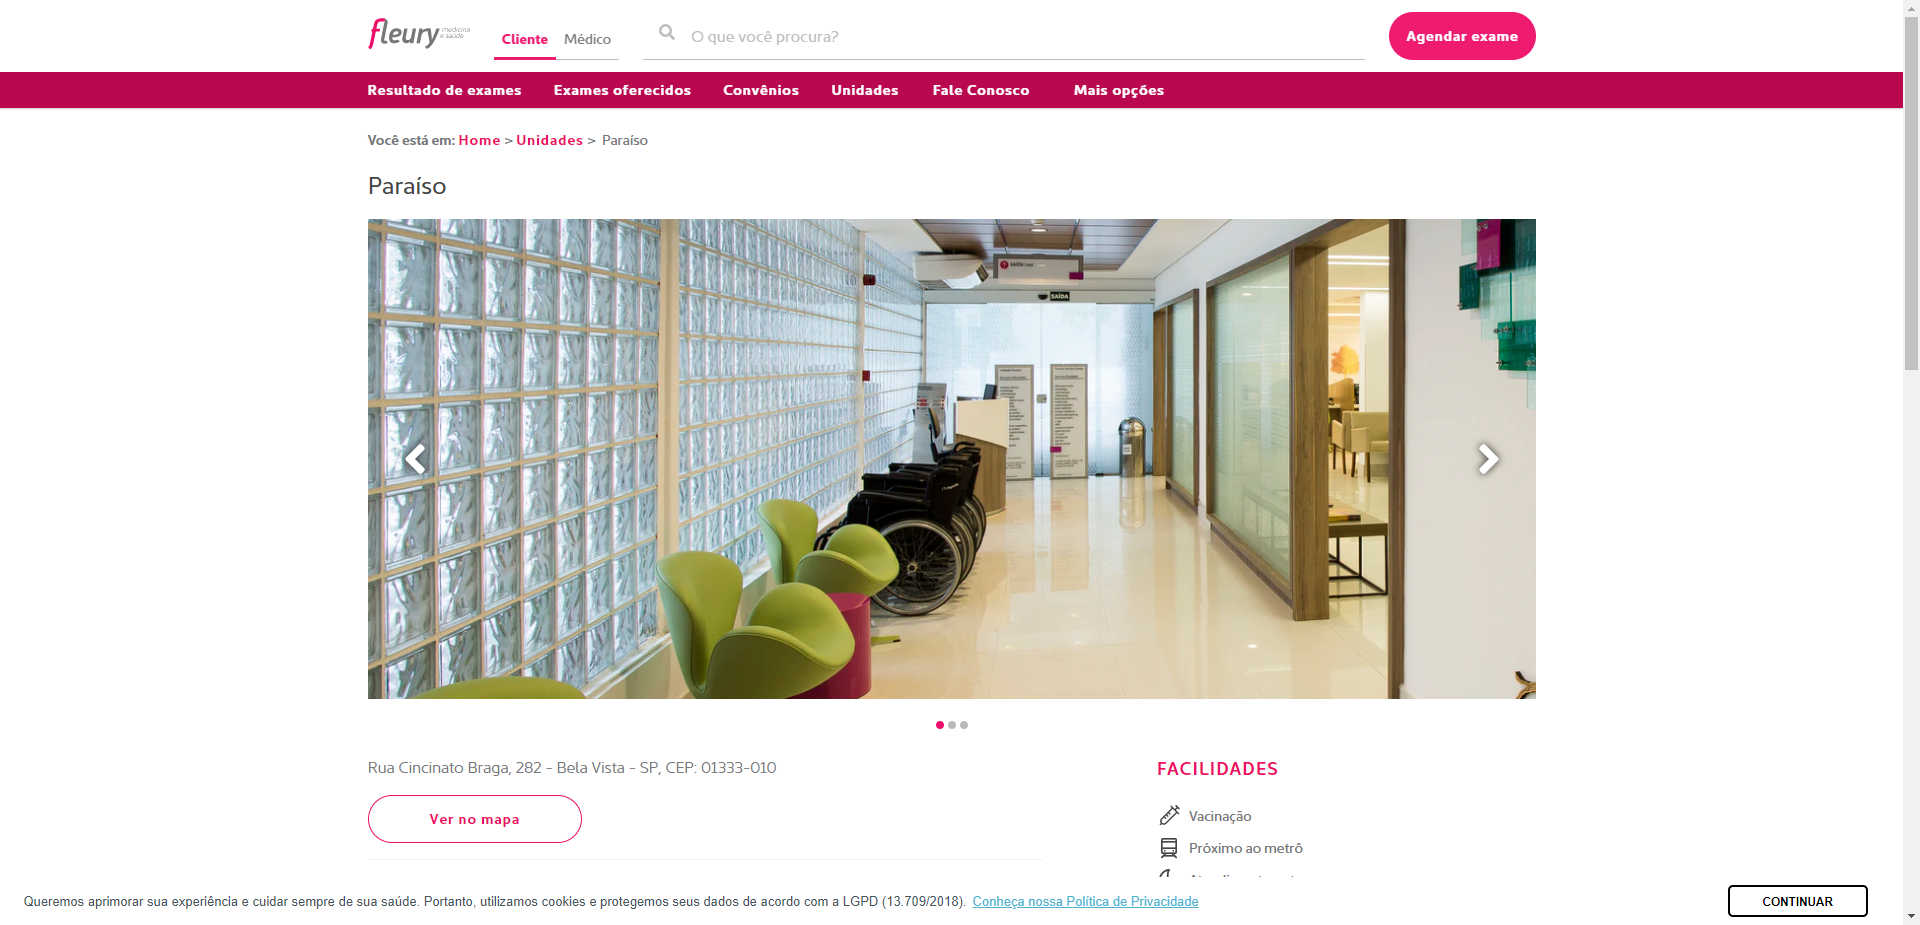 fleury medicina e saúde
Cliente Médico
O que você procura?
Agendar exame
Resultado de exames Exames oferecidos Convênios Unidades Fale Conosco Mais opções
Você está em: Home > Unidades > Paraíso
Paraíso
saída
SAÍDA
Rua Cincinato Braga, 282 - Bela Vista - SP, CEP: 01333-010
Ver no mapa
FACILIDADES
Vacinação
Próximo ao metrô
Queremos aprimorar sua experiência e cuidar sempre de sua saúde. Portanto, utilizamos cookies e protegemos seus dados de acordo com a LGPD (13.709/2018). Conheça nossa Política de Privacidade
CONTINUAR